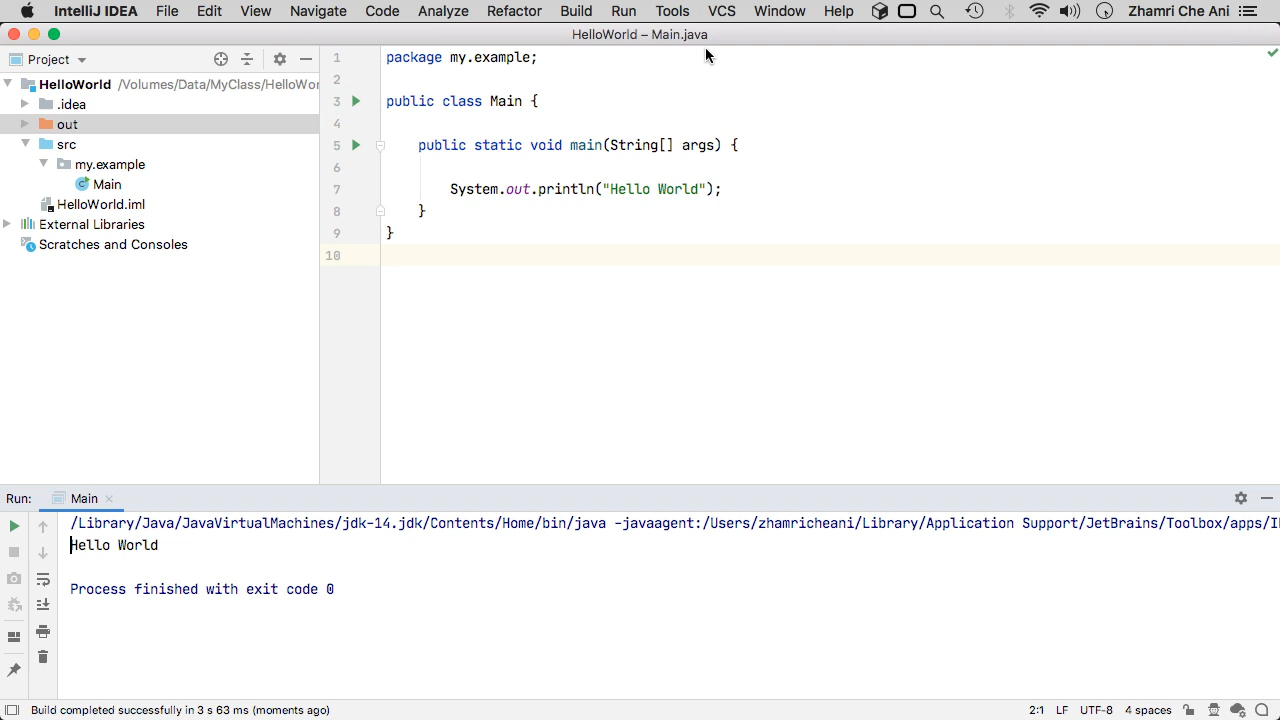 IntelliJ IDEA File Edit View Navigate Code Analyze Refactor Build Run Tools VCS Window Help Zhamri Che Ani
HelloWorld – Main.java
Project
HelloWorld /Volumes/Data/MyClass/HelloWor
.idea
out
src
my.example
Main
HelloWorld.iml
External Libraries
Scratches and Consoles
1 package my.example;
2
3 public class Main {
4
5 public static void main(String[] args) {
6
7 System.out.println("Hello World");
8 }
9 }
10
Run: Main
/Library/Java/JavaVirtualMachines/jdk-14.jdk/Contents/Home/bin/java -javaagent:/Users/zhamricheani/Library/Application Support/JetBrains/Toolbox/apps/
Hello World
Process finished with exit code 0
Build completed successfully in 3 s 63 ms (moments ago) 2:1 LF UTF-8 4 spaces